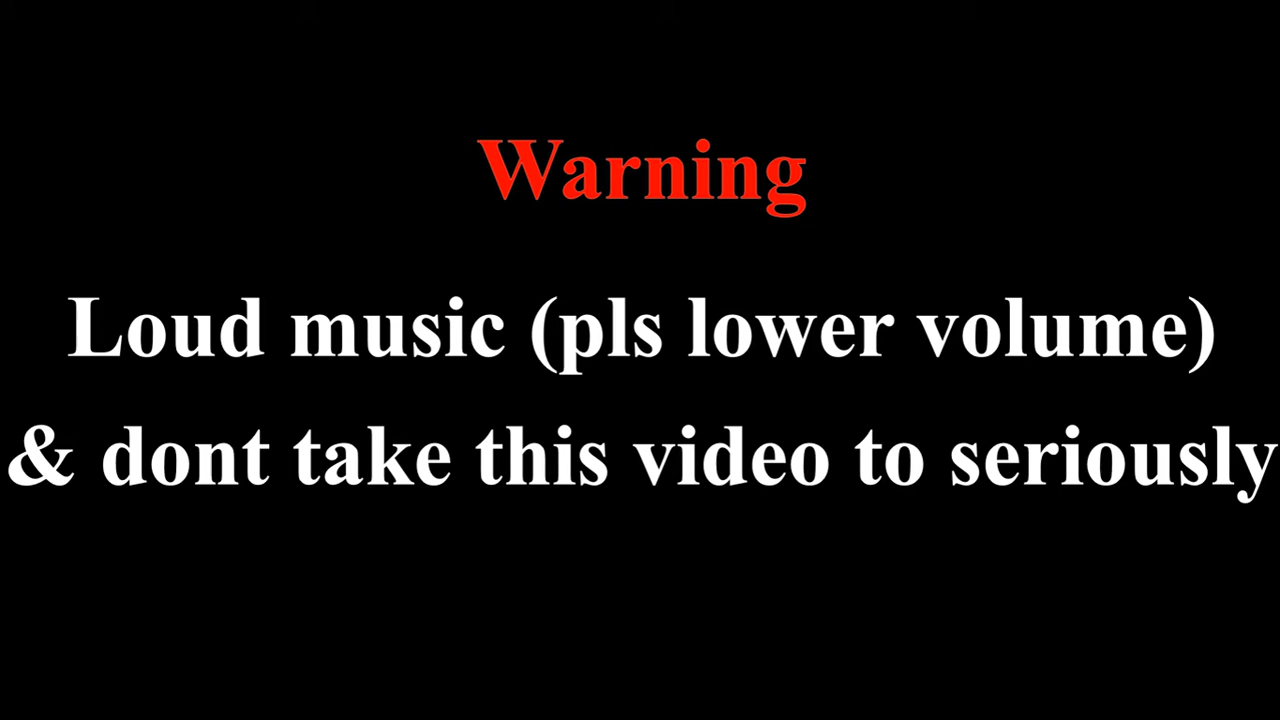 Warning
Loud music (pls lower volume)
& dont take this video to seriously